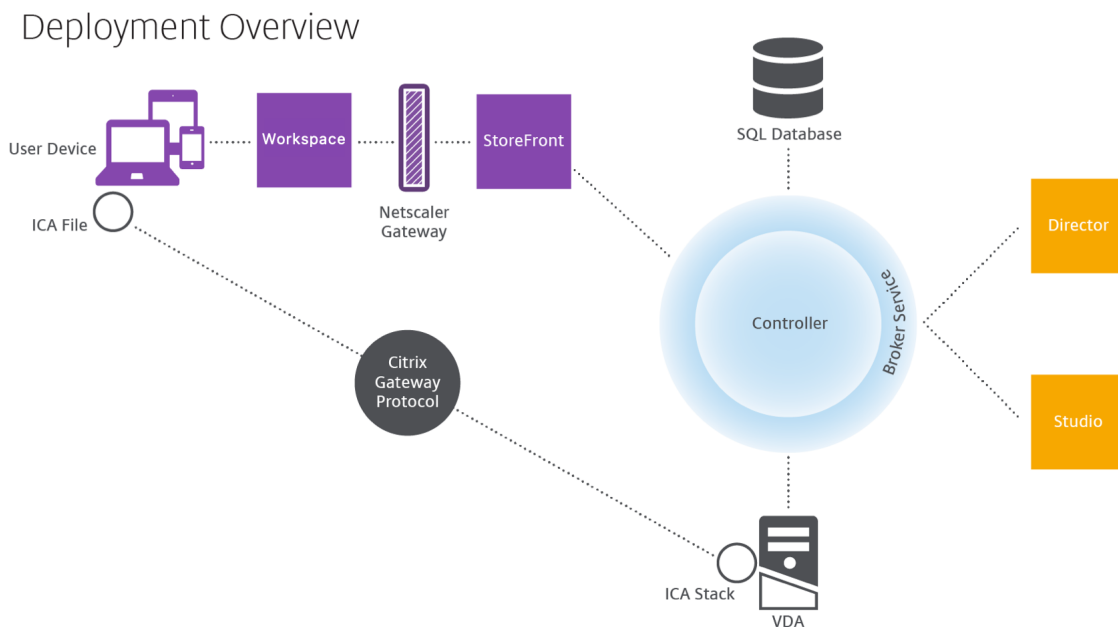 Deployment Overview
User Device
Workspace
StoreFront
SQL Database
Netscaler
Gateway
ICA File
Director
Controller
Broker Service
Citrix
Gateway
Protocol
Studio
ICA Stack
VDA